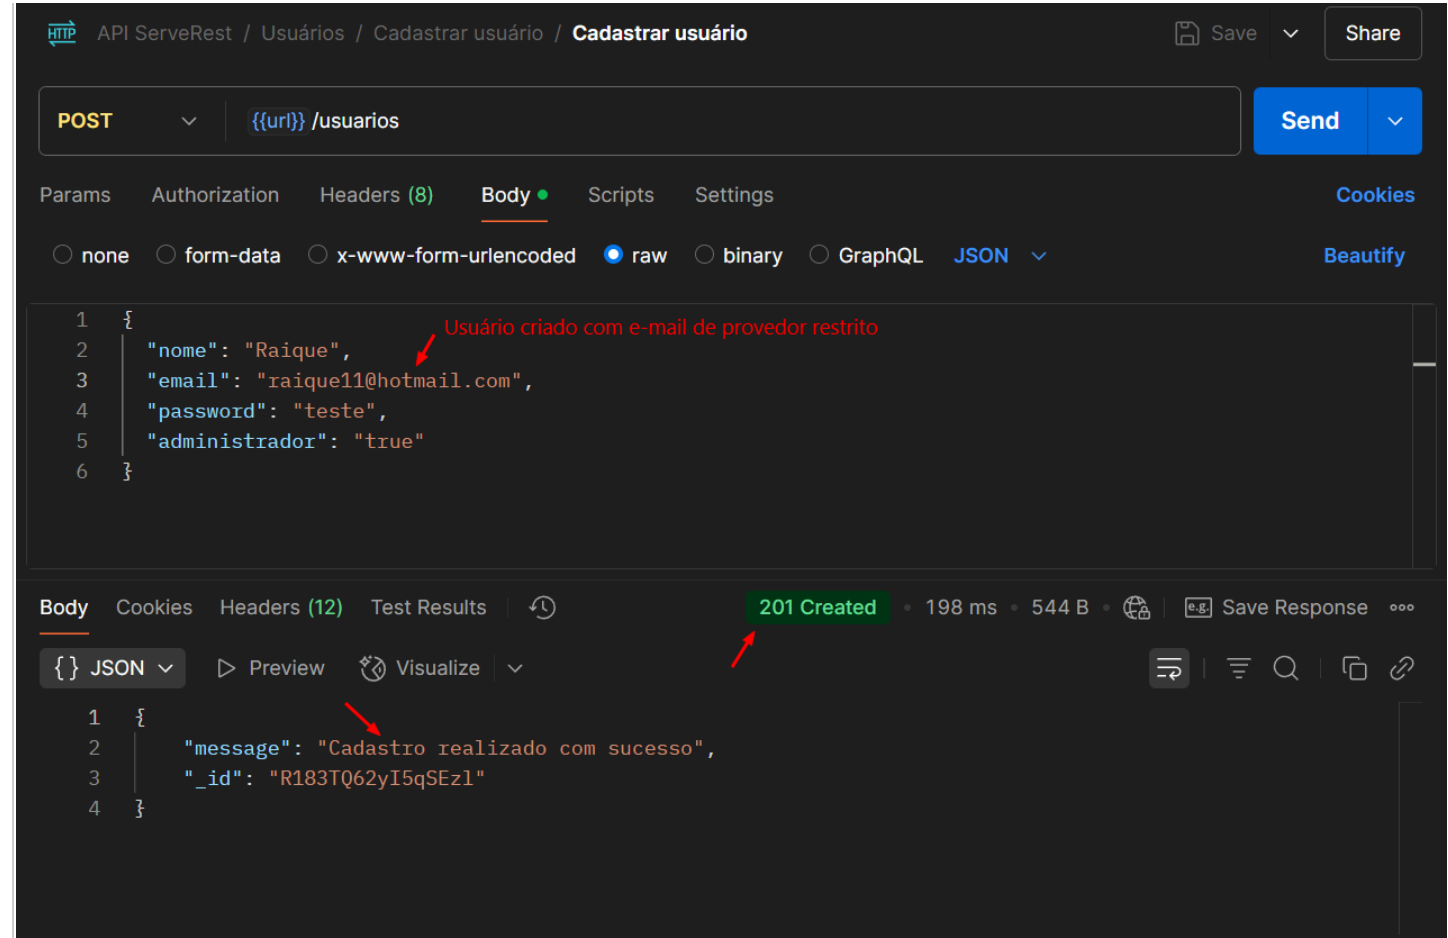 HTTP API ServeRest / Usuários / Cadastrar usuário / Cadastrar usuário Save Share
POST {{url}} /usuarios Send
Params Authorization Headers (8) Body Scripts Settings Cookies
none form-data x-www-form-urlencoded raw binary GraphQL JSON Beautify
1 {
Usuário criado com e-mail de provedor restrito
2 "nome": "Raique",
3 "email": "raique11@hotmail.com",
4 "password": "teste",
5 "administrador": "true"
6 }
Body Cookies Headers (12) Test Results 201 Created • 198 ms • 544 B • e.g. Save Response
{} JSON Preview Visualize
1 {
2 "message": "Cadastro realizado com sucesso",
3 "_id": "R183TQ62yI5qSEzl"
4 }